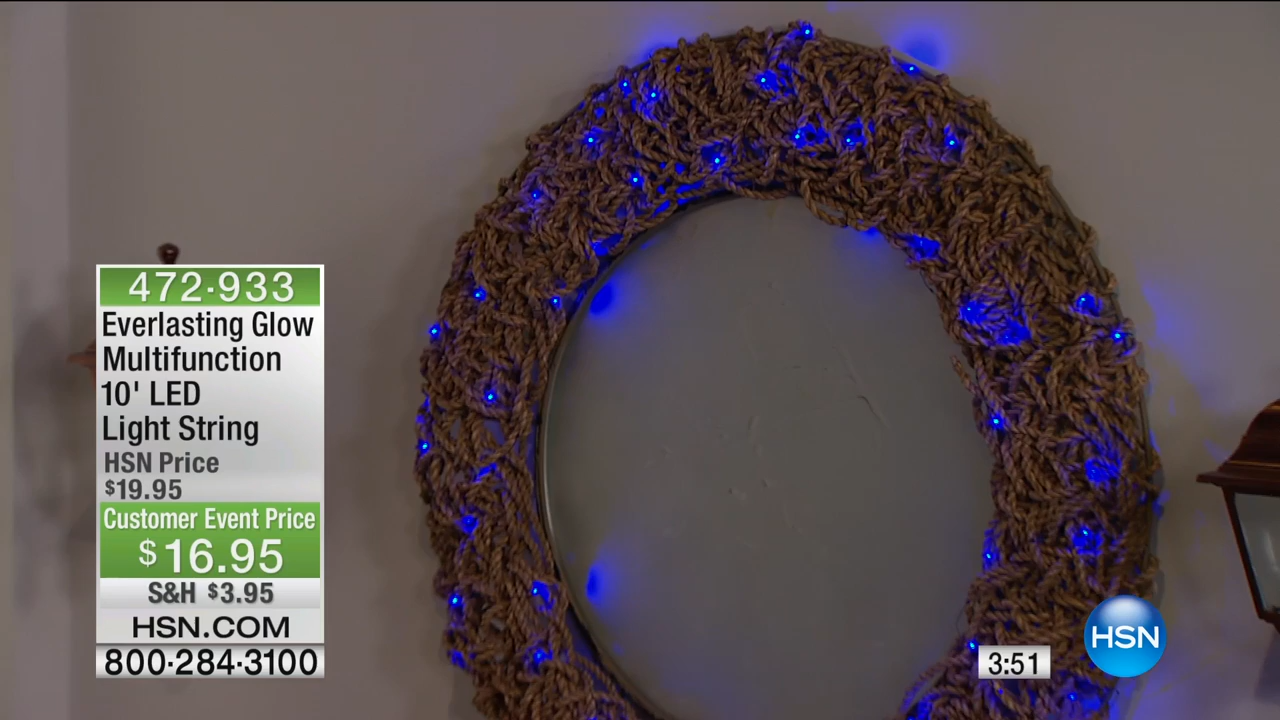 472·933
Everlasting Glow
Multifunction
10' LED
Light String
HSN Price
$19.95
Customer Event Price
$16.95
S&H $3.95
HSN.COM
800·284·3100
3:51
HSN